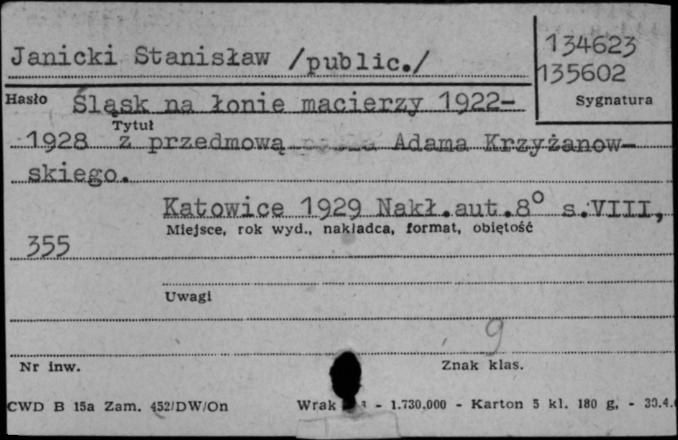 134623
Janicki Stanisław /public./
135602
Hasło Śląsk na łonie macierzy 1922-
Sygnatura
Tytuł
1928 z przedmową Adama Krzyżanow-
skiego.
Katowice 1929 Nakł.aut.8° s.VIII,
Miejsce, rok wyd., nakładca, format, objętość
355
Uwagi
9
Nr inw.
Znak klas.
CWD B 15a Zam. 452/DW/On Wrak - 1.730.000 - Karton 5 kl. 180 g. - 30.4.